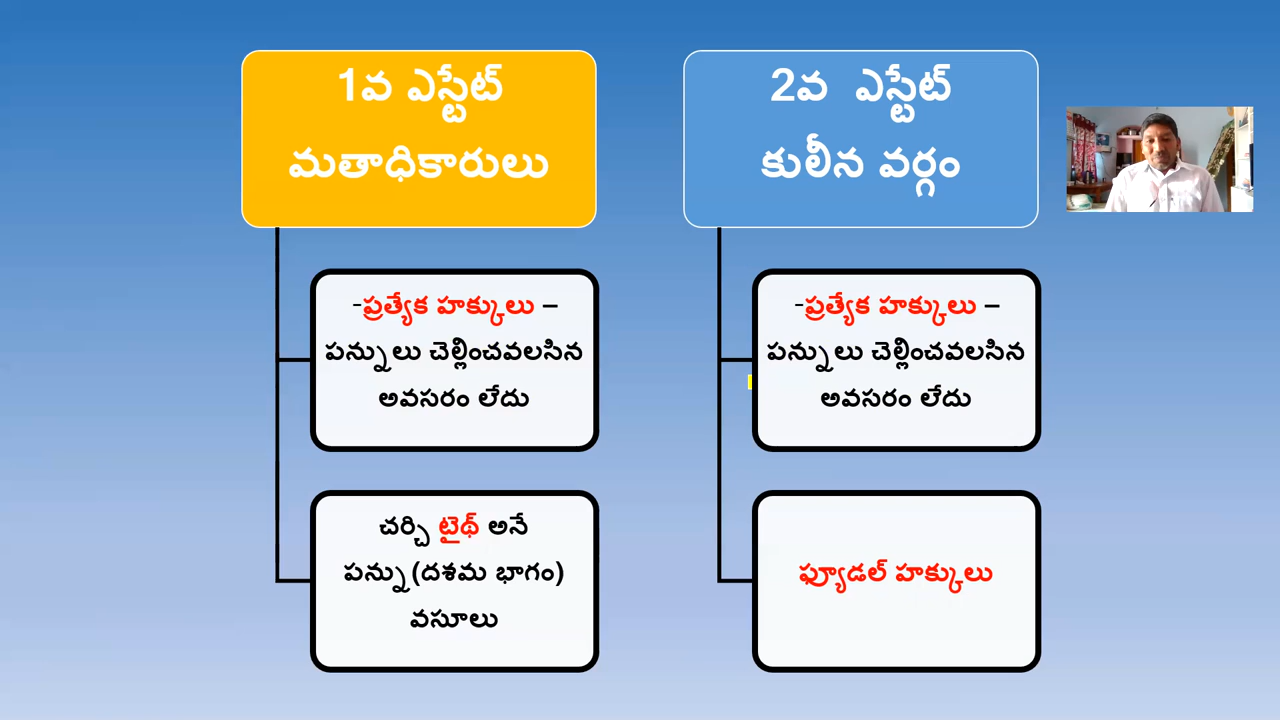 1వ ఎస్టేట్
మతాధికారులు
-ప్రత్యేక హక్కులు –
పన్నులు చెల్లించవలసిన
అవసరం లేదు
చర్చి టైథ్ అనే
పన్ను(దశమ భాగం)
వసూలు
2వ ఎస్టేట్
కులీన వర్గం
-ప్రత్యేక హక్కులు –
పన్నులు చెల్లించవలసిన
అవసరం లేదు
ఫ్యూడల్ హక్కులు